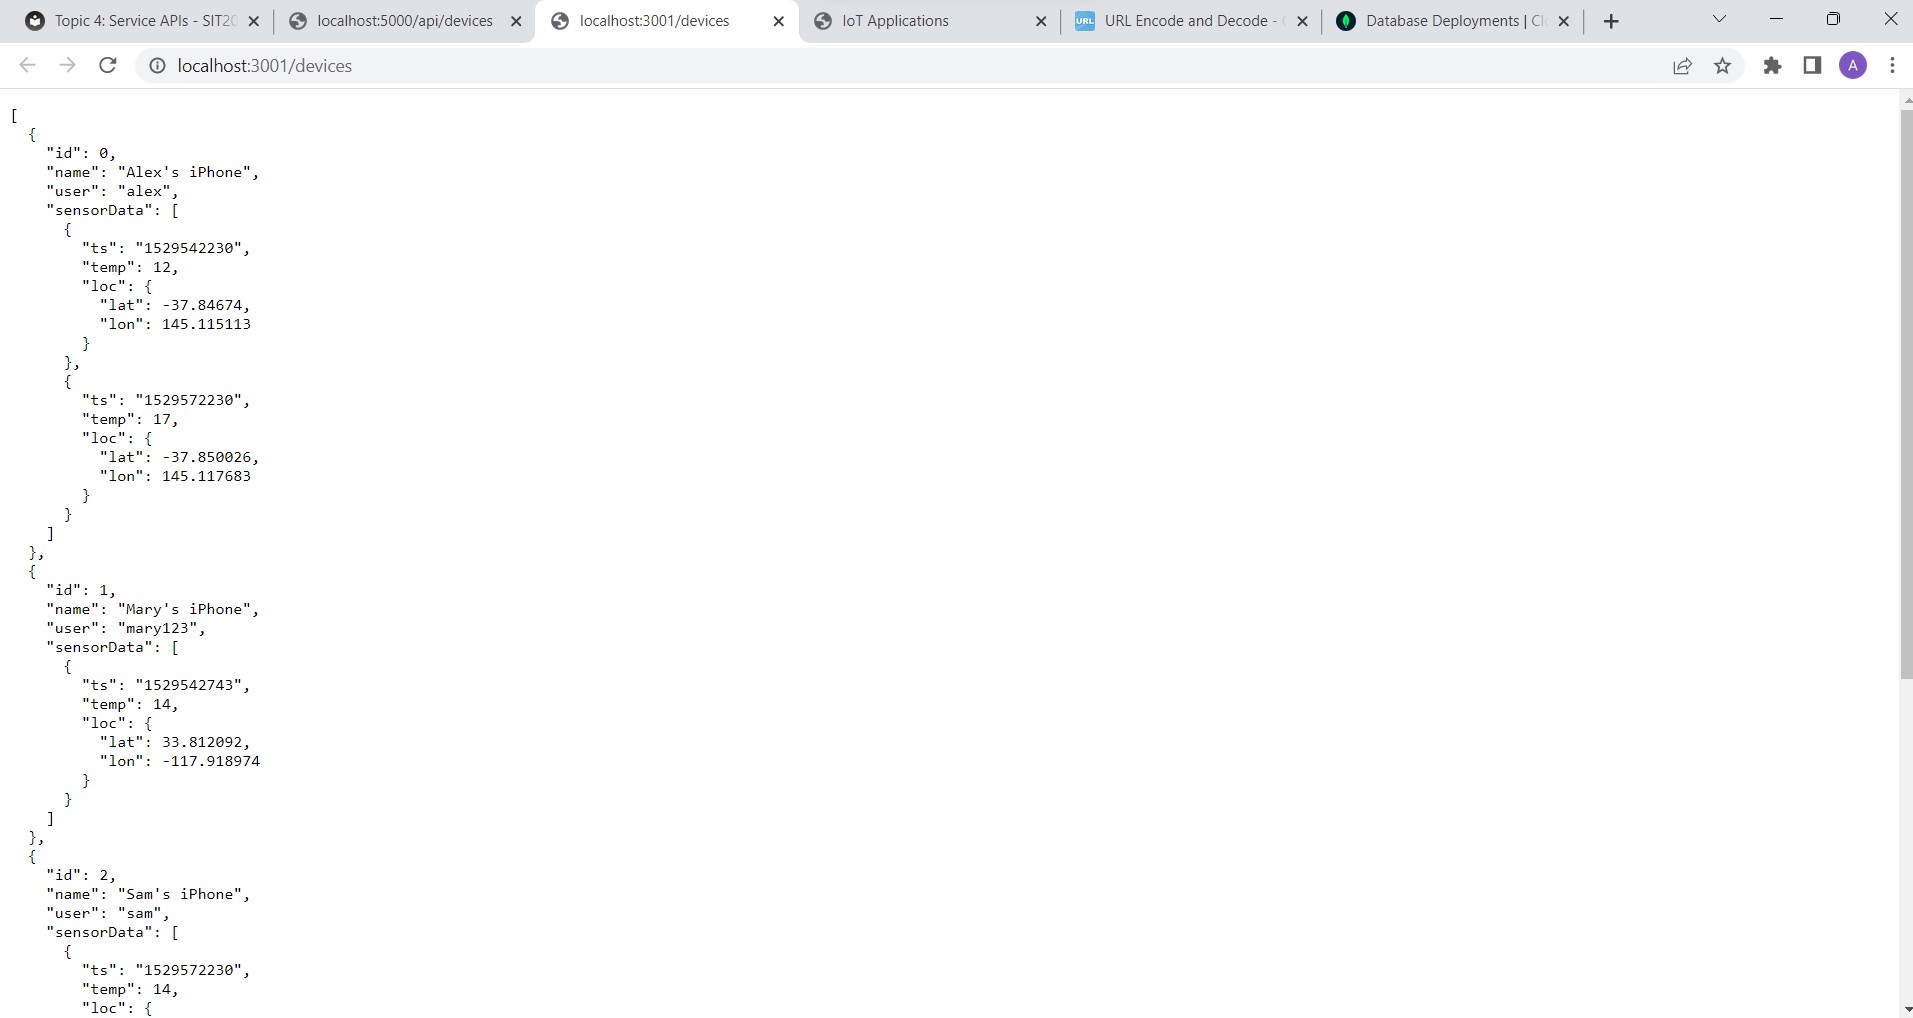 Topic 4: Service APIs - SIT20
localhost:5000/api/devices
localhost:3001/devices
IoT Applications
URL
URL Encode and Decode -
Database Deployments | Cl
localhost:3001/devices
A
[
  {
    "id": 0,
    "name": "Alex's iPhone",
    "user": "alex",
    "sensorData": [
      {
        "ts": "1529542230",
        "temp": 12,
        "loc": {
          "lat": -37.84674,
          "lon": 145.115113
        }
      },
      {
        "ts": "1529572230",
        "temp": 17,
        "loc": {
          "lat": -37.850026,
          "lon": 145.117683
        }
      }
    ]
  },
  {
    "id": 1,
    "name": "Mary's iPhone",
    "user": "mary123",
    "sensorData": [
      {
        "ts": "1529542743",
        "temp": 14,
        "loc": {
          "lat": 33.812092,
          "lon": -117.918974
        }
      }
    ]
  },
  {
    "id": 2,
    "name": "Sam's iPhone",
    "user": "sam",
    "sensorData": [
      {
        "ts": "1529572230",
        "temp": 14,
        "loc": {